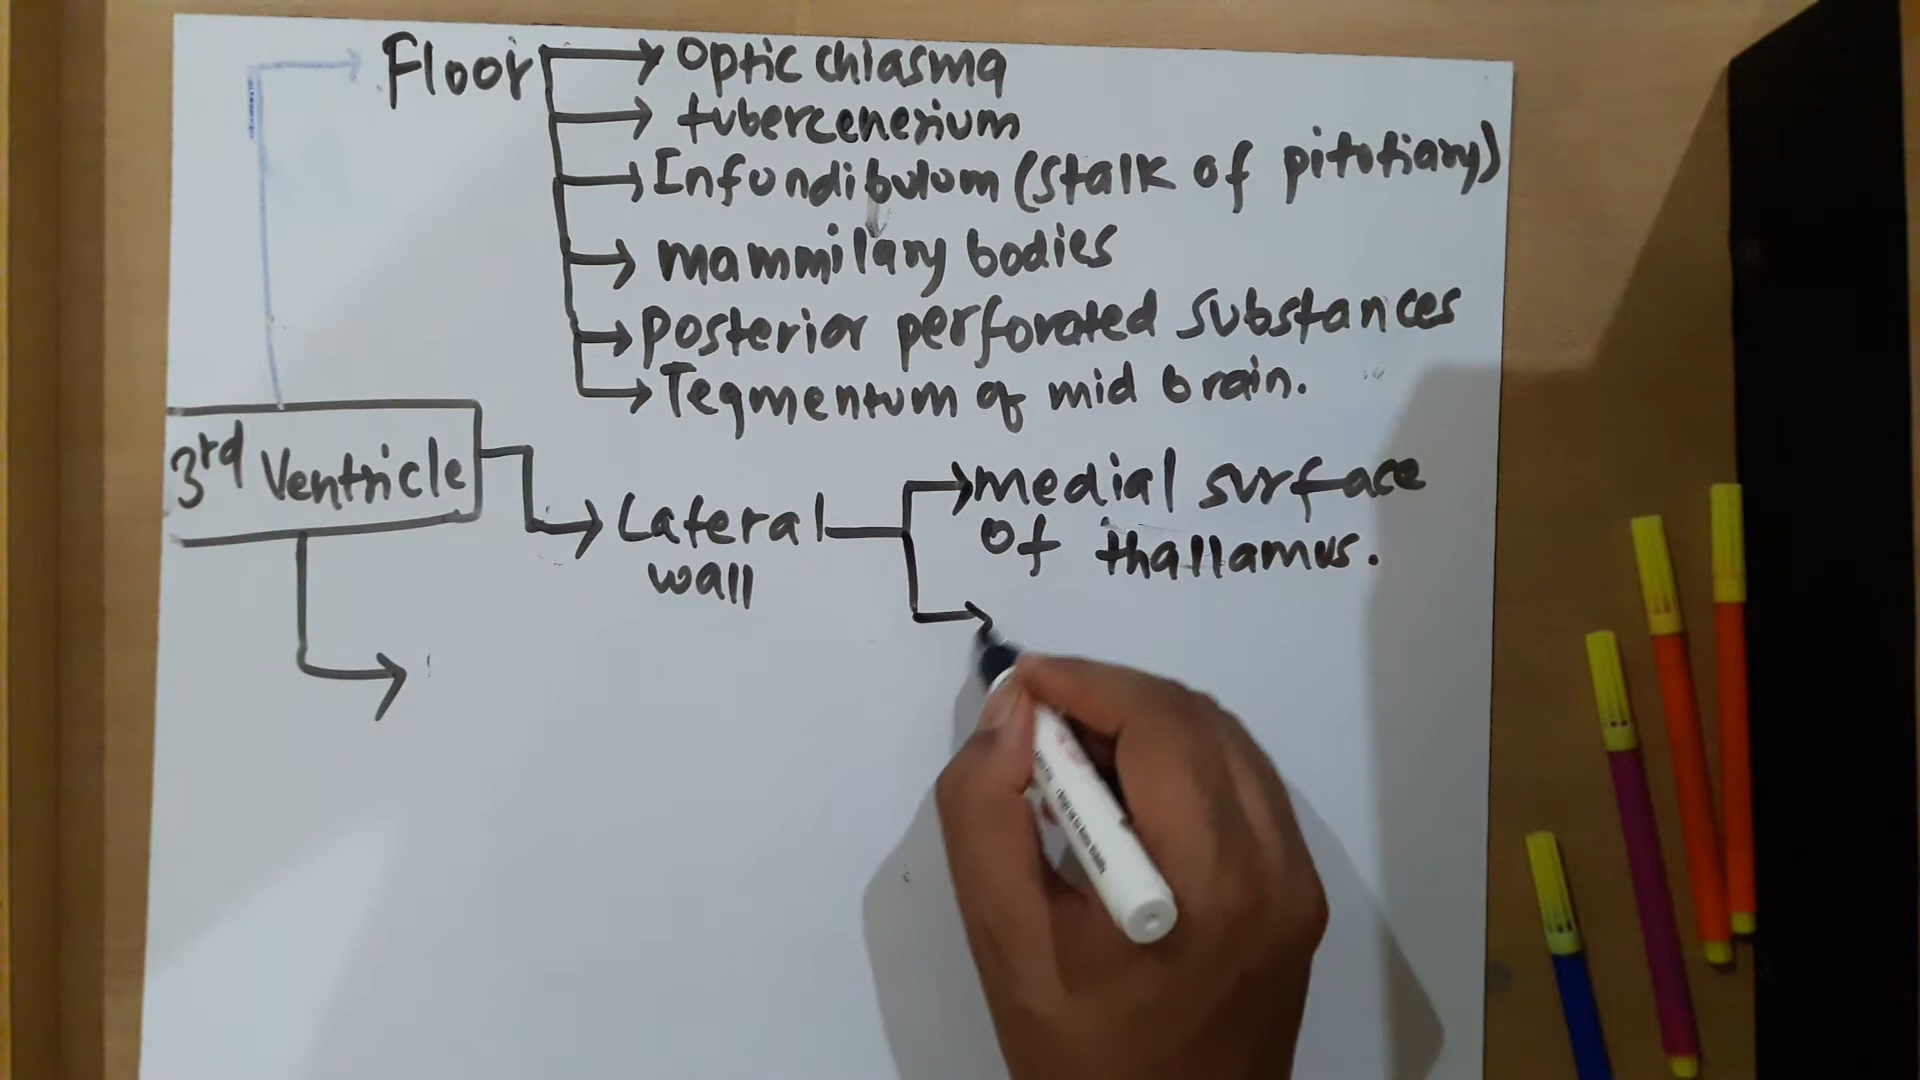 Floor
Optic chiasma
tubercenerium
Infundibulum (stalk of pitutiary)
mammilary bodies
Posterior perforated substances
Tegmentum of mid brain.
3rd Ventricle
Lateral
wall
medial surface
Of thallamus.